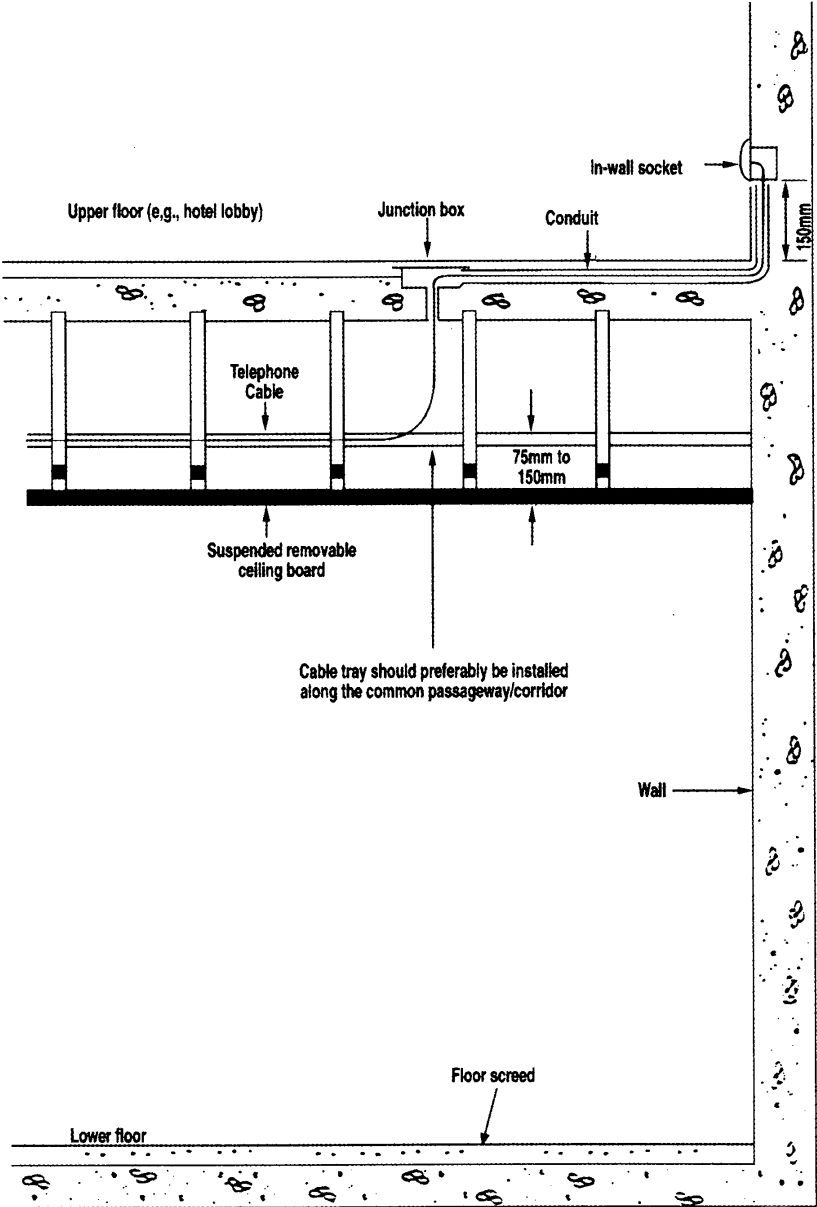 In-wall socket
Upper floor (e,g., hotel lobby)
Junction box
Conduit
150mm
Telephone
Cable
75mm to
150mm
Suspended removable
ceiling board
Cable tray should preferably be installed
along the common passageway/corridor
Wall
Floor screed
Lower floor